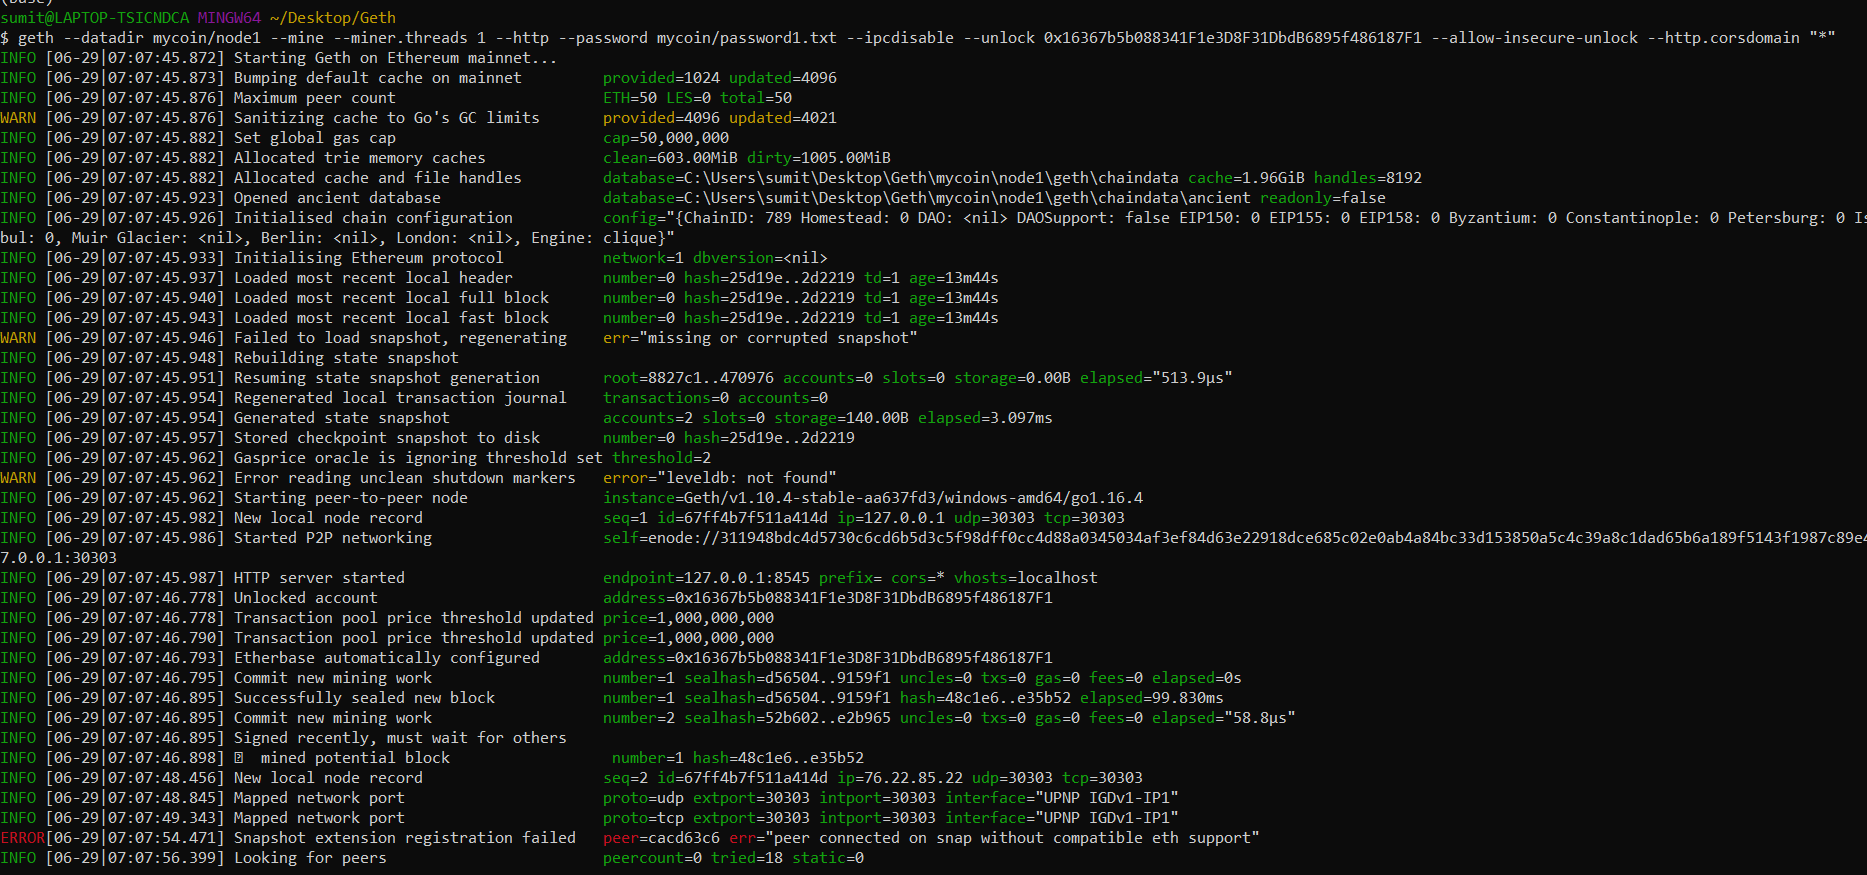 (base)
sumit@LAPTOP-TSICNDCA MINGW64 ~/Desktop/Geth
$ geth --datadir mycoin/node1 --mine --miner.threads 1 --http --password mycoin/password1.txt --ipcdisable --unlock 0x16367b5b088341F1e3D8F31DbdB6895f486187F1 --allow-insecure-unlock --http.corsdomain "*"
INFO [06-29|07:07:45.872] Starting Geth on Ethereum mainnet...
INFO [06-29|07:07:45.873] Bumping default cache on mainnet         provided=1024 updated=4096
INFO [06-29|07:07:45.876] Maximum peer count                       ETH=50 LES=0 total=50
WARN [06-29|07:07:45.876] Sanitizing cache to Go's GC limits       provided=4096 updated=4021
INFO [06-29|07:07:45.882] Set global gas cap                       cap=50,000,000
INFO [06-29|07:07:45.882] Allocated trie memory caches             clean=603.00MiB dirty=1005.00MiB
INFO [06-29|07:07:45.882] Allocated cache and file handles         database=C:\Users\sumit\Desktop\Geth\mycoin\node1\geth\chaindata cache=1.96GiB handles=8192
INFO [06-29|07:07:45.923] Opened ancient database                  database=C:\Users\sumit\Desktop\Geth\mycoin\node1\geth\chaindata\ancient readonly=false
INFO [06-29|07:07:45.926] Initialised chain configuration          config="{ChainID: 789 Homestead: 0 DAO: <nil> DAOSupport: false EIP150: 0 EIP155: 0 EIP158: 0 Byzantium: 0 Constantinople: 0 Petersburg: 0 Is
bul: 0, Muir Glacier: <nil>, Berlin: <nil>, London: <nil>, Engine: clique}"
INFO [06-29|07:07:45.933] Initialising Ethereum protocol           network=1 dbversion=<nil>
INFO [06-29|07:07:45.937] Loaded most recent local header          number=0 hash=25d19e..2d2219 td=1 age=13m44s
INFO [06-29|07:07:45.940] Loaded most recent local full block      number=0 hash=25d19e..2d2219 td=1 age=13m44s
INFO [06-29|07:07:45.943] Loaded most recent local fast block      number=0 hash=25d19e..2d2219 td=1 age=13m44s
WARN [06-29|07:07:45.946] Failed to load snapshot, regenerating    err="missing or corrupted snapshot"
INFO [06-29|07:07:45.948] Rebuilding state snapshot
INFO [06-29|07:07:45.951] Resuming state snapshot generation       root=8827c1..470976 accounts=0 slots=0 storage=0.00B elapsed="513.9µs"
INFO [06-29|07:07:45.954] Regenerated local transaction journal    transactions=0 accounts=0
INFO [06-29|07:07:45.954] Generated state snapshot                 accounts=2 slots=0 storage=140.00B elapsed=3.097ms
INFO [06-29|07:07:45.957] Stored checkpoint snapshot to disk       number=0 hash=25d19e..2d2219
INFO [06-29|07:07:45.962] Gasprice oracle is ignoring threshold set threshold=2
WARN [06-29|07:07:45.962] Error reading unclean shutdown markers   error="leveldb: not found"
INFO [06-29|07:07:45.962] Starting peer-to-peer node               instance=Geth/v1.10.4-stable-aa637fd3/windows-amd64/go1.16.4
INFO [06-29|07:07:45.982] New local node record                    seq=1 id=67ff4b7f511a414d ip=127.0.0.1 udp=30303 tcp=30303
INFO [06-29|07:07:45.986] Started P2P networking                   self=enode://311948bdc4d5730c6cd6b5d3c5f98dff0cc4d88a0345034af3ef84d63e22918dce685c02e0ab4a84bc33d153850a5c4c39a8c1dad65b6a189f5143f1987c89e4
7.0.0.1:30303
INFO [06-29|07:07:45.987] HTTP server started                      endpoint=127.0.0.1:8545 prefix= cors=* vhosts=localhost
INFO [06-29|07:07:46.778] Unlocked account                         address=0x16367b5b088341F1e3D8F31DbdB6895f486187F1
INFO [06-29|07:07:46.778] Transaction pool price threshold updated price=1,000,000,000
INFO [06-29|07:07:46.790] Transaction pool price threshold updated price=1,000,000,000
INFO [06-29|07:07:46.793] Etherbase automatically configured       address=0x16367b5b088341F1e3D8F31DbdB6895f486187F1
INFO [06-29|07:07:46.795] Commit new mining work                   number=1 sealhash=d56504..9159f1 uncles=0 txs=0 gas=0 fees=0 elapsed=0s
INFO [06-29|07:07:46.895] Successfully sealed new block            number=1 sealhash=d56504..9159f1 hash=48c1e6..e35b52 elapsed=99.830ms
INFO [06-29|07:07:46.895] Commit new mining work                   number=2 sealhash=52b602..e2b965 uncles=0 txs=0 gas=0 fees=0 elapsed="58.8µs"
INFO [06-29|07:07:46.895] Signed recently, must wait for others
INFO [06-29|07:07:46.898] mined potential block                  number=1 hash=48c1e6..e35b52
INFO [06-29|07:07:48.456] New local node record                    seq=2 id=67ff4b7f511a414d ip=76.22.85.22 udp=30303 tcp=30303
INFO [06-29|07:07:48.845] Mapped network port                      proto=udp extport=30303 intport=30303 interface="UPNP IGDv1-IP1"
INFO [06-29|07:07:49.343] Mapped network port                      proto=tcp extport=30303 intport=30303 interface="UPNP IGDv1-IP1"
ERROR[06-29|07:07:54.471] Snapshot extension registration failed   peer=cacd63c6 err="peer connected on snap without compatible eth support"
INFO [06-29|07:07:56.399] Looking for peers                        peercount=0 tried=18 static=0